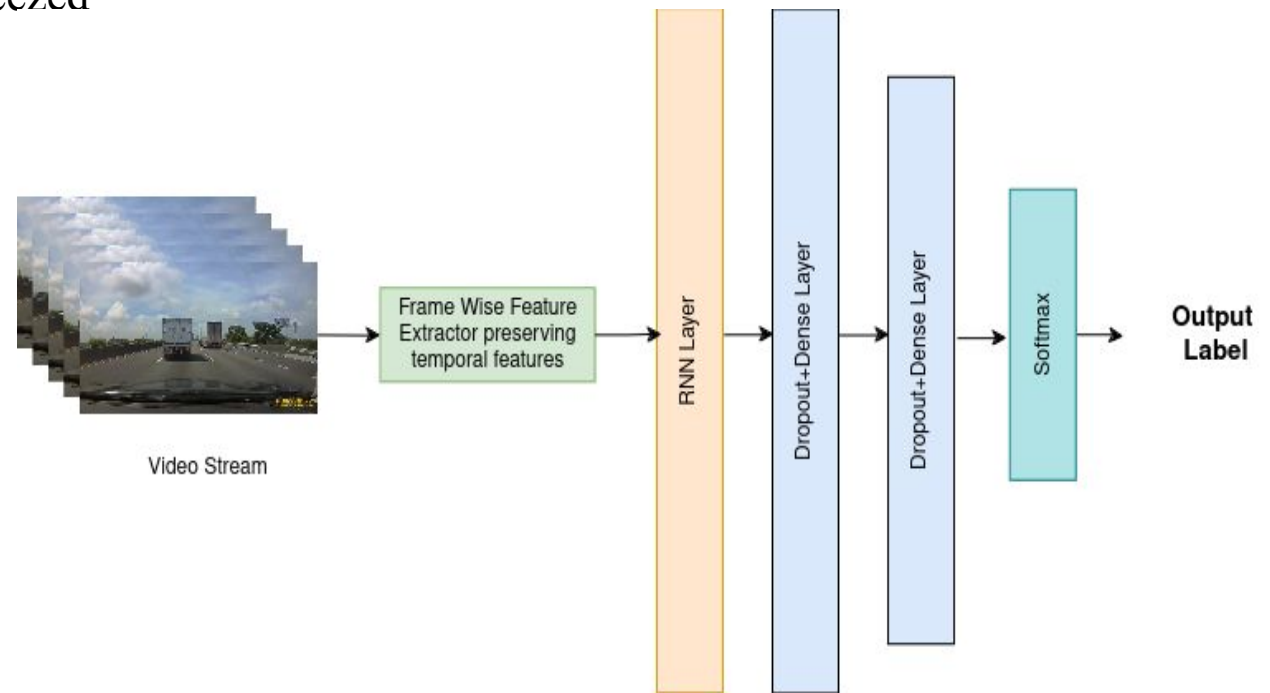 Video Stream
Frame Wise Feature
Extractor preserving
temporal features
RNN Layer
Dropout+Dense Layer
Dropout+Dense Layer
Softmax
Output
Label